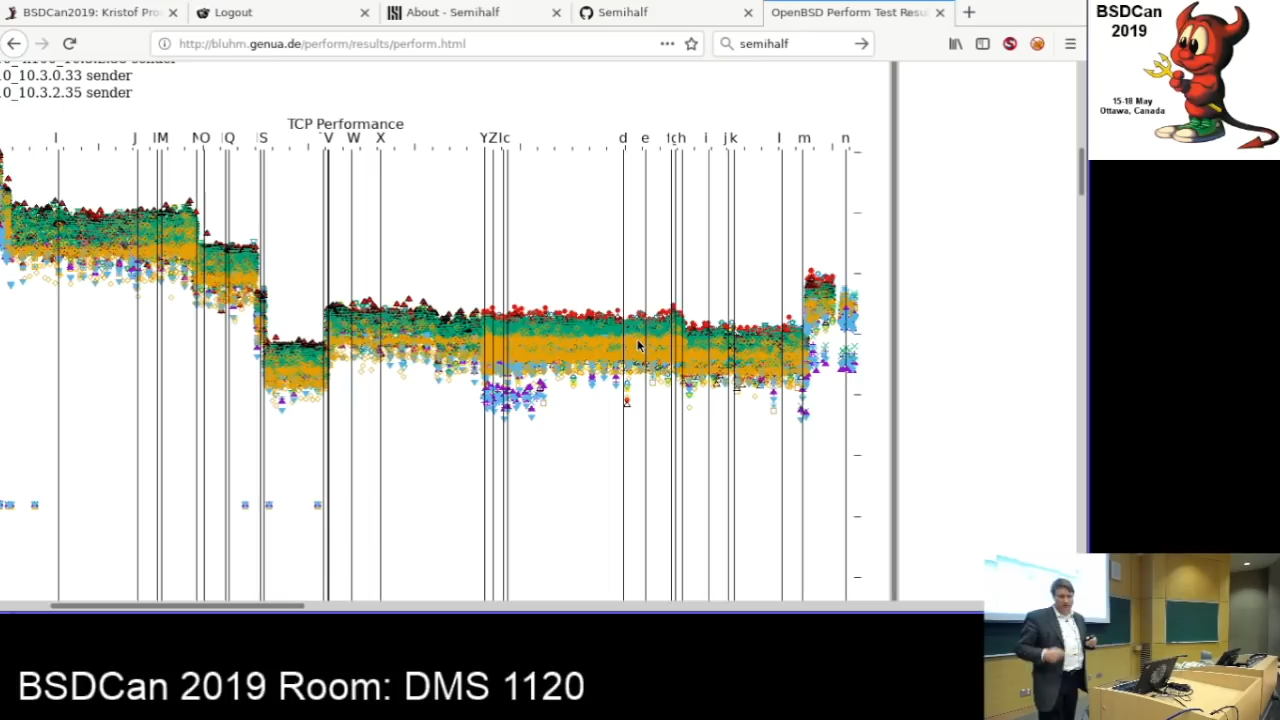 BSDCan2019: Kristof Pro
Logout
About - Semihalf
Semihalf
OpenBSD Perform Test Resu
http://bluhm.genua.de/perform/results/perform.html
semihalf
BSDCan
2019
15-18 May
Ottawa, Canada
sender
0_10.3.0.33 sender
0_10.3.2.35 sender
TCP Performance
I J M O Q S V W X YZ c d e h i j k l m n
BSDCan 2019 Room: DMS 1120